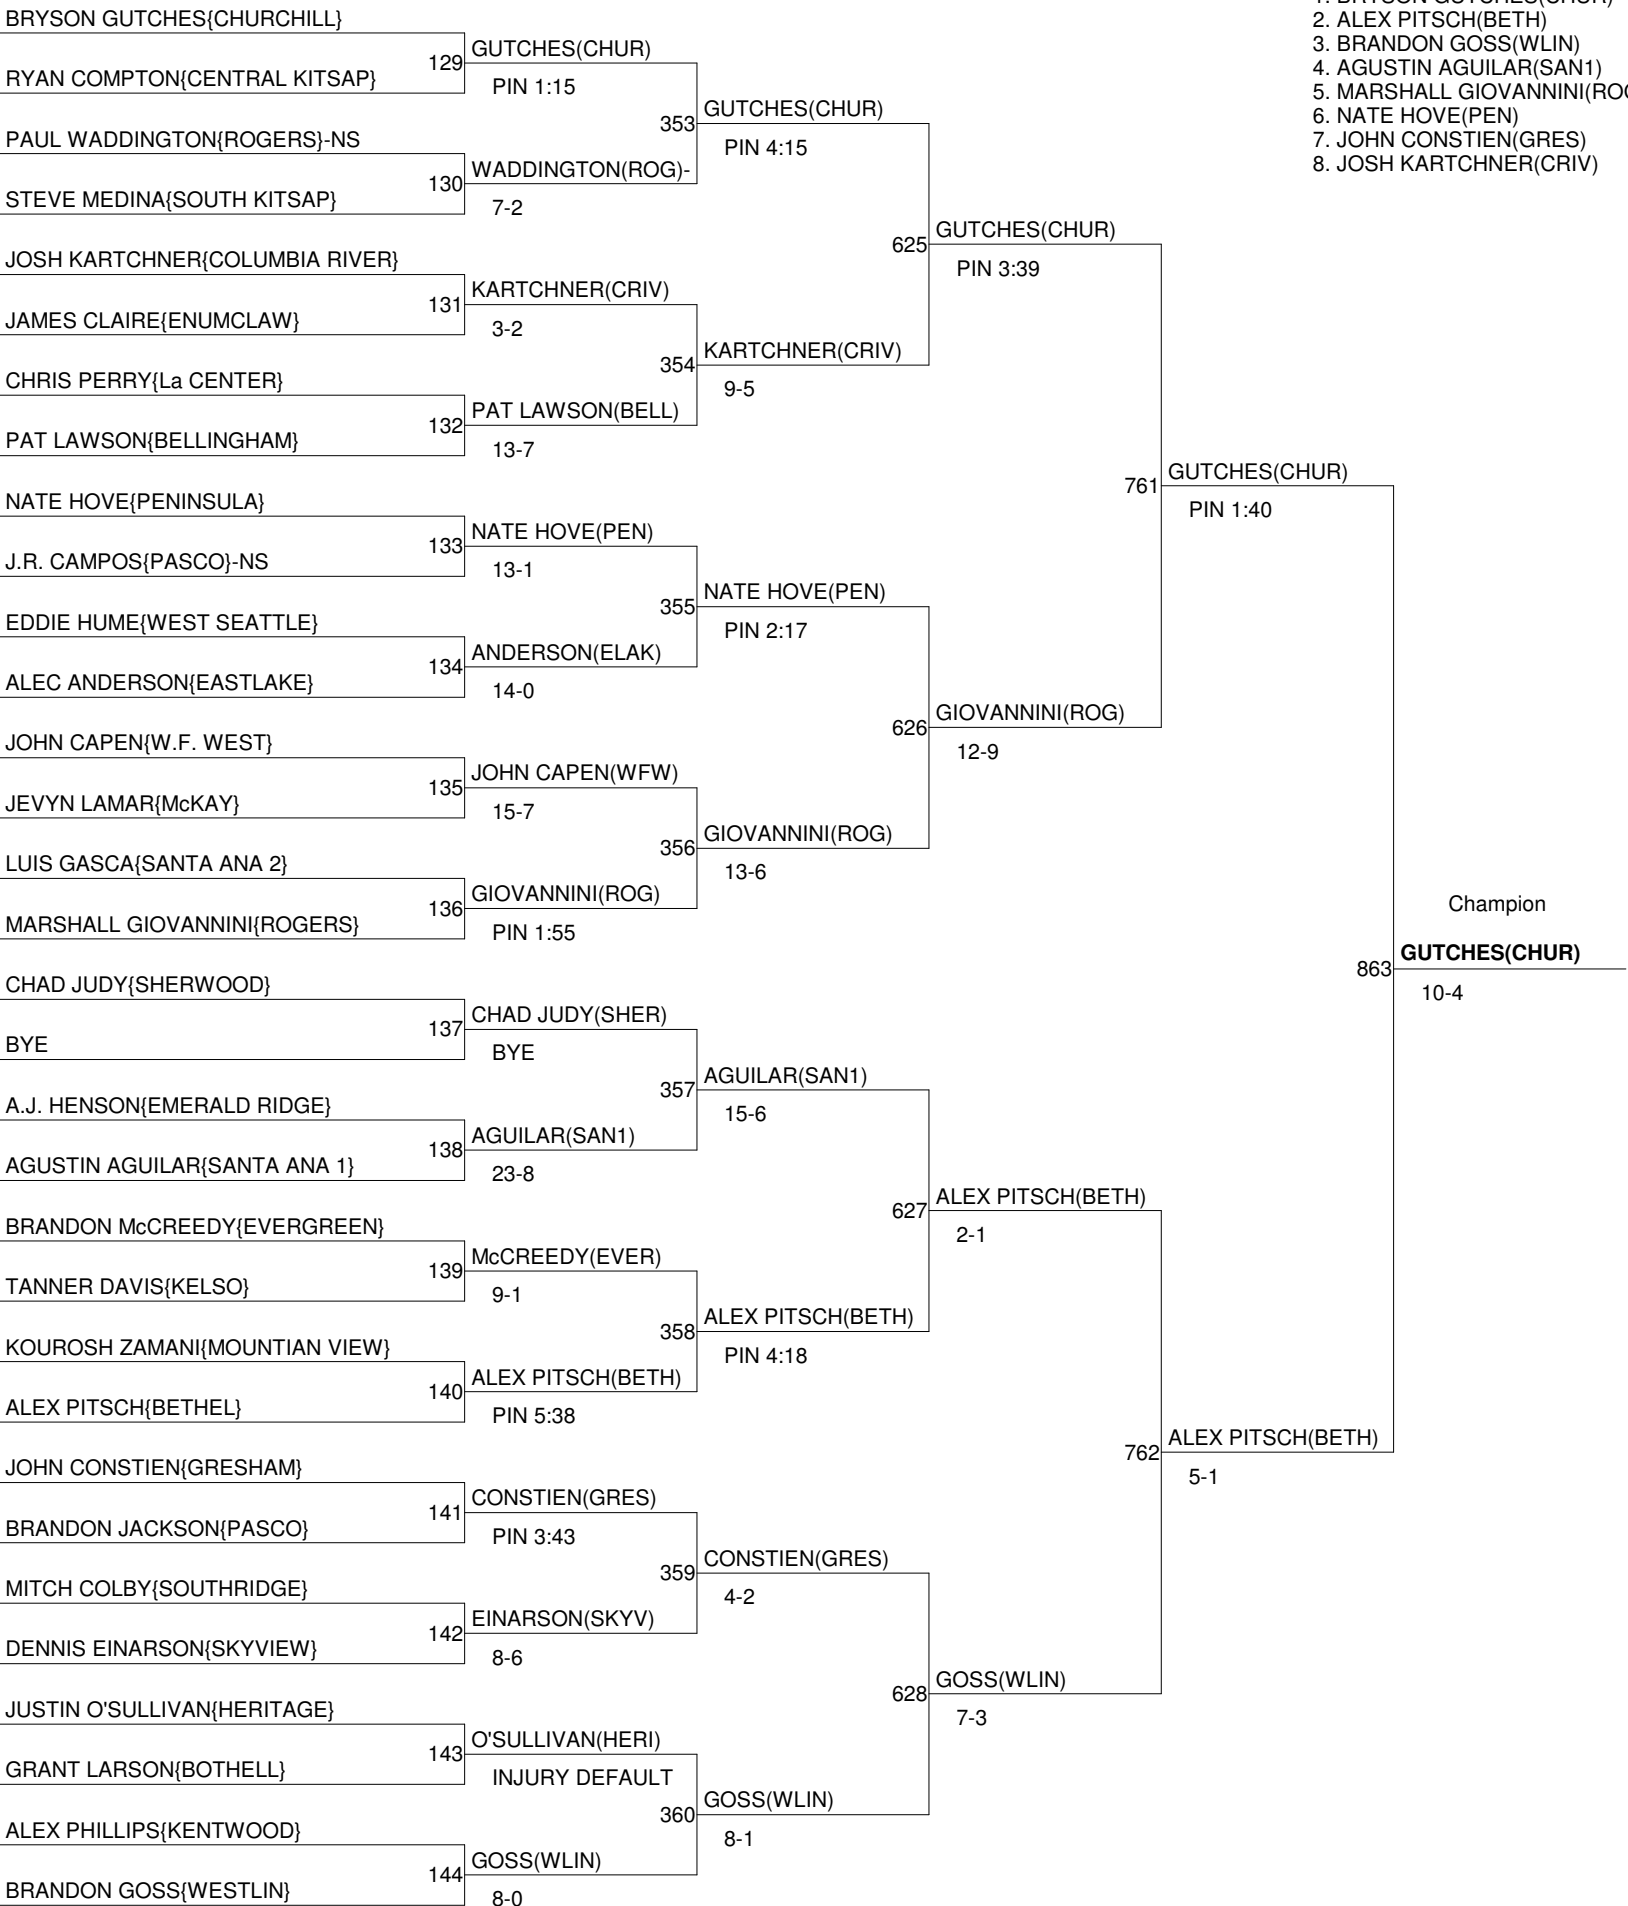 1. BRYSON GUTCHES(CHUR)
2. ALEX PITSCH(BETH)
3. BRANDON GOSS(WLIN)
4. AGUSTIN AGUILAR(SAN1)
5. MARSHALL GIOVANNINI(ROG
6. NATE HOVE(PEN)
7. JOHN CONSTIEN(GRES)
8. JOSH KARTCHNER(CRIV)
BRYSON GUTCHES{CHURCHILL}
129
RYAN COMPTON{CENTRAL KITSAP}
PAUL WADDINGTON{ROGERS}-NS
130
STEVE MEDINA{SOUTH KITSAP}
JOSH KARTCHNER{COLUMBIA RIVER}
131
JAMES CLAIRE{ENUMCLAW}
CHRIS PERRY{La CENTER}
132
PAT LAWSON{BELLINGHAM}
NATE HOVE{PENINSULA}
133
J.R. CAMPOS{PASCO}-NS
EDDIE HUME{WEST SEATTLE}
134
ALEC ANDERSON{EASTLAKE}
JOHN CAPEN{W.F. WEST}
135
JEVYN LAMAR{McKAY}
LUIS GASCA{SANTA ANA 2}
136
MARSHALL GIOVANNINI{ROGERS}
CHAD JUDY{SHERWOOD}
137
BYE
A.J. HENSON{EMERALD RIDGE}
138
AGUSTIN AGUILAR{SANTA ANA 1}
BRANDON McCREEDY{EVERGREEN}
139
TANNER DAVIS{KELSO}
KOUROSH ZAMANI{MOUNTIAN VIEW}
140
ALEX PITSCH{BETHEL}
JOHN CONSTIEN{GRESHAM}
141
BRANDON JACKSON{PASCO}
MITCH COLBY{SOUTHRIDGE}
142
DENNIS EINARSON{SKYVIEW}
JUSTIN O'SULLIVAN{HERITAGE}
143
GRANT LARSON{BOTHELL}
ALEX PHILLIPS{KENTWOOD}
144
BRANDON GOSS{WESTLIN}
GUTCHES(CHUR)
PIN 1:15
353
WADDINGTON(ROG)-
7-2
KARTCHNER(CRIV)
3-2
354
PAT LAWSON(BELL)
13-7
NATE HOVE(PEN)
13-1
355
ANDERSON(ELAK)
14-0
JOHN CAPEN(WFW)
15-7
356
GIOVANNINI(ROG)
PIN 1:55
CHAD JUDY(SHER)
BYE
357
AGUILAR(SAN1)
23-8
McCREEDY(EVER)
9-1
358
ALEX PITSCH(BETH)
PIN 5:38
CONSTIEN(GRES)
PIN 3:43
359
EINARSON(SKYV)
8-6
O'SULLIVAN(HERI)
INJURY DEFAULT
360
GOSS(WLIN)
8-0
GUTCHES(CHUR)
PIN 4:15
625
KARTCHNER(CRIV)
9-5
NATE HOVE(PEN)
PIN 2:17
626
GIOVANNINI(ROG)
13-6
AGUILAR(SAN1)
15-6
627
ALEX PITSCH(BETH)
PIN 4:18
CONSTIEN(GRES)
4-2
628
GOSS(WLIN)
8-1
GUTCHES(CHUR)
PIN 3:39
761
GIOVANNINI(ROG)
12-9
ALEX PITSCH(BETH)
2-1
762
GOSS(WLIN)
7-3
GUTCHES(CHUR)
PIN 1:40
863
ALEX PITSCH(BETH)
5-1
Champion
GUTCHES(CHUR)
10-4